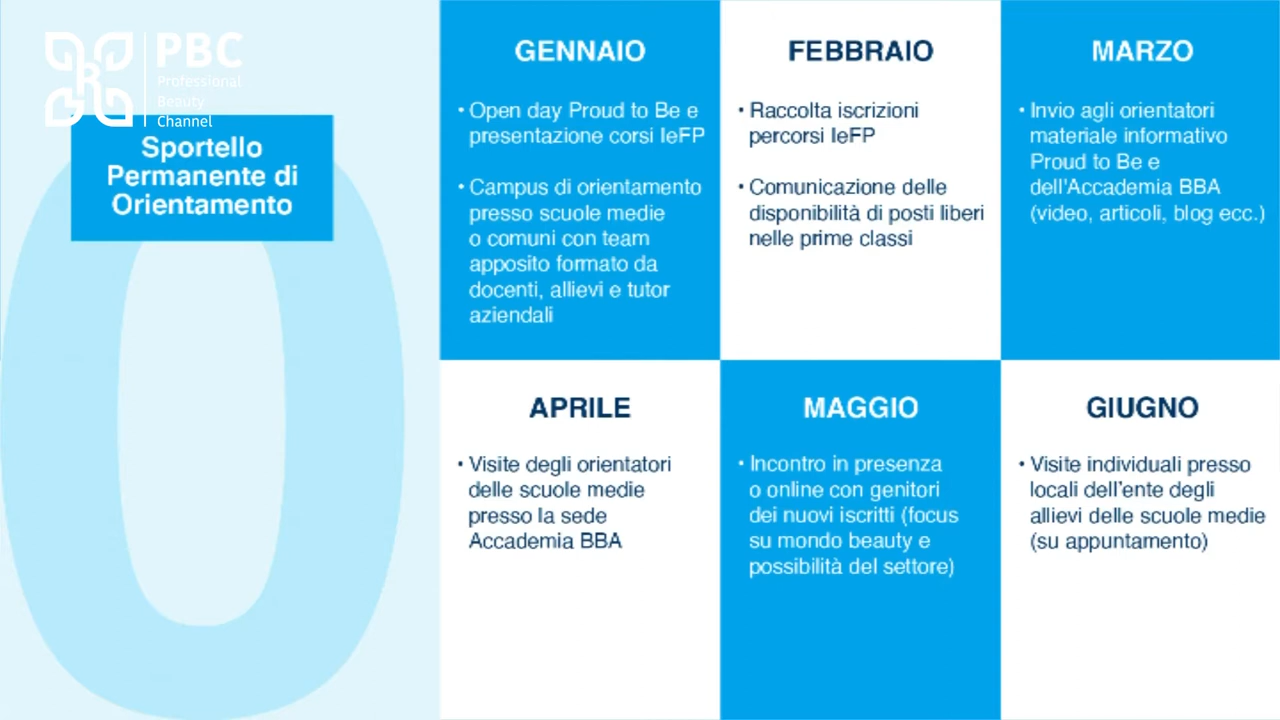 PBC
Professional
Beauty
Channel
Sportello
Permanente di
Orientamento
GENNAIO
• Open day Proud to Be e
presentazione corsi IeFP
• Campus di orientamento
presso scuole medie
o comuni con team
apposito formato da
docenti, allievi e tutor
aziendali
FEBBRAIO
• Raccolta iscrizioni
percorsi IeFP
• Comunicazione delle
disponibilità di posti liberi
nelle prime classi
MARZO
• Invio agli orientatori
materiale informativo
Proud to Be e
dell'Accademia BBA
(video, articoli, blog ecc.)
APRILE
• Visite degli orientatori
delle scuole medie
presso la sede
Accademia BBA
MAGGIO
• Incontro in presenza
o online con genitori
dei nuovi iscritti (focus
su mondo beauty e
possibilità del settore)
GIUGNO
• Visite individuali presso
locali dell'ente degli
allievi delle scuole medie
(su appuntamento)
0